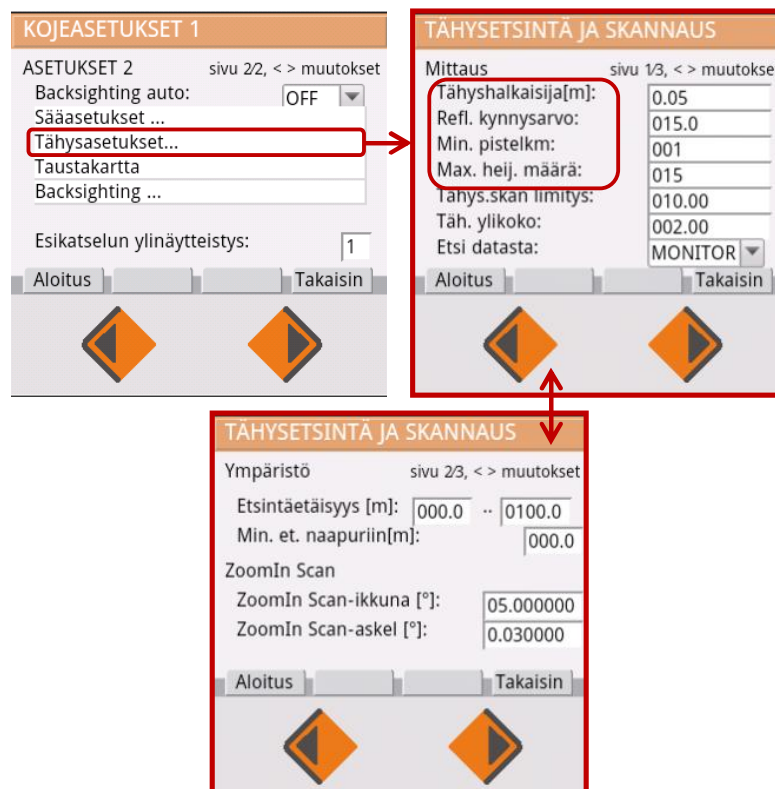 KOJEASETUKSET 1
ASETUKSET 2 sivu 2/2, < > muutokset
Backsighting auto: OFF
Sääasetukset ...
Tähysasetukset...
Taustakartta
Backsighting ...
Esikatselun ylinäytteistys: 1
Aloitus Takaisin
TÄHYSETSINTÄ JA SKANNAUS
Mittaus sivu 1/3, < > muutokse
Tähyshalkaisija[m]: 0.05
Refl. kynnysarvo: 015.0
Min. pistelkm: 001
Max. heij. määrä: 015
Tähys.skan limitys: 010.00
Täh. ylikoko: 002.00
Etsi datasta: MONITOR
Aloitus Takaisin
TÄHYSETSINTÄ JA SKANNAUS
Ympäristö sivu 2/3, < > muutokset
Etsintäetäisyys [m]: 000.0 .. 0100.0
Min. et. naapuriin[m]: 000.0
ZoomIn Scan
ZoomIn Scan-ikkuna [°]: 05.000000
ZoomIn Scan-askel [°]: 0.030000
Aloitus Takaisin